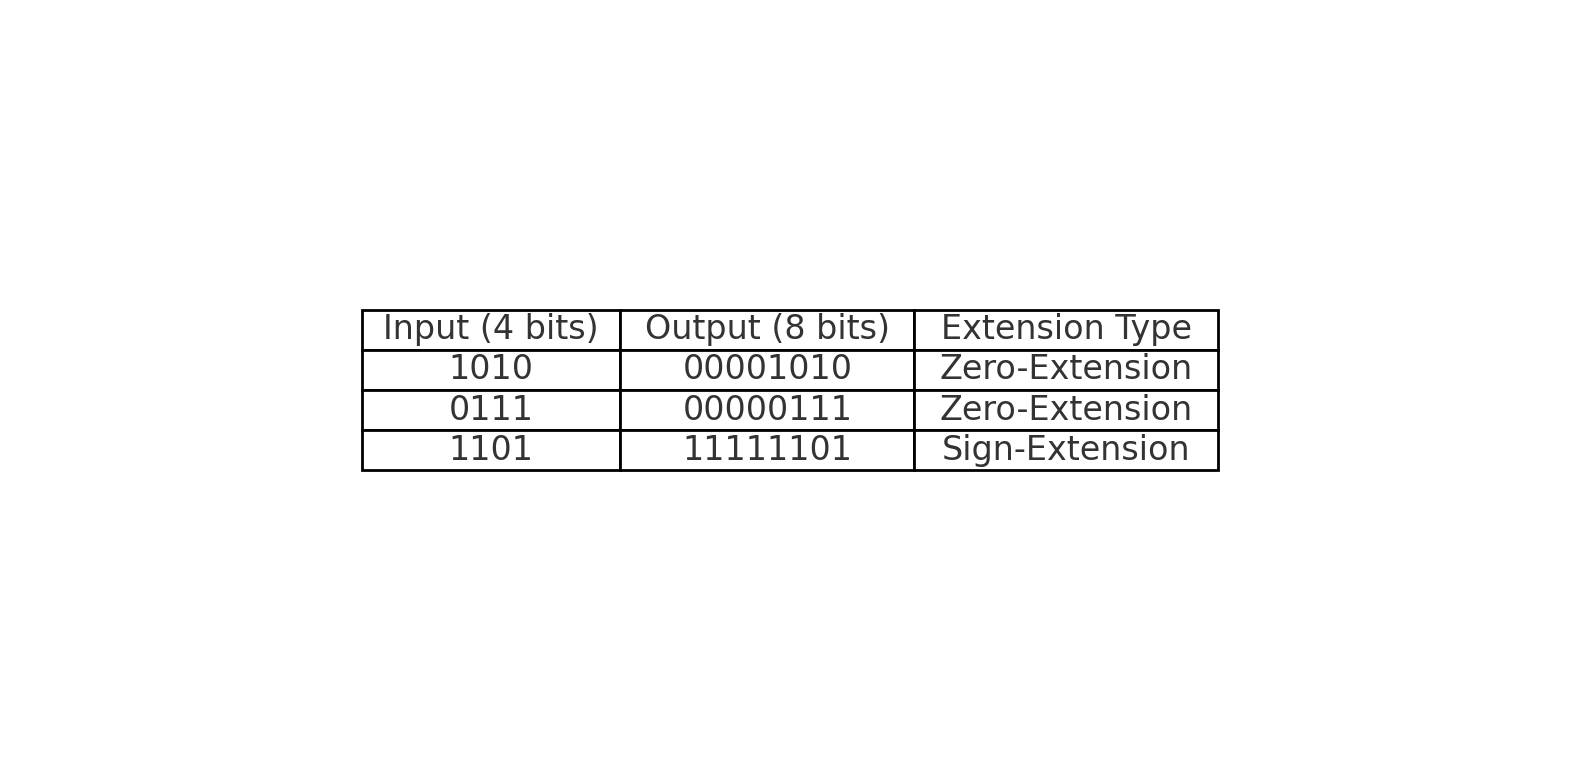 Input (4 bits) Output (8 bits) Extension Type
1010 00001010 Zero-Extension
0111 00000111 Zero-Extension
1101 11111101 Sign-Extension